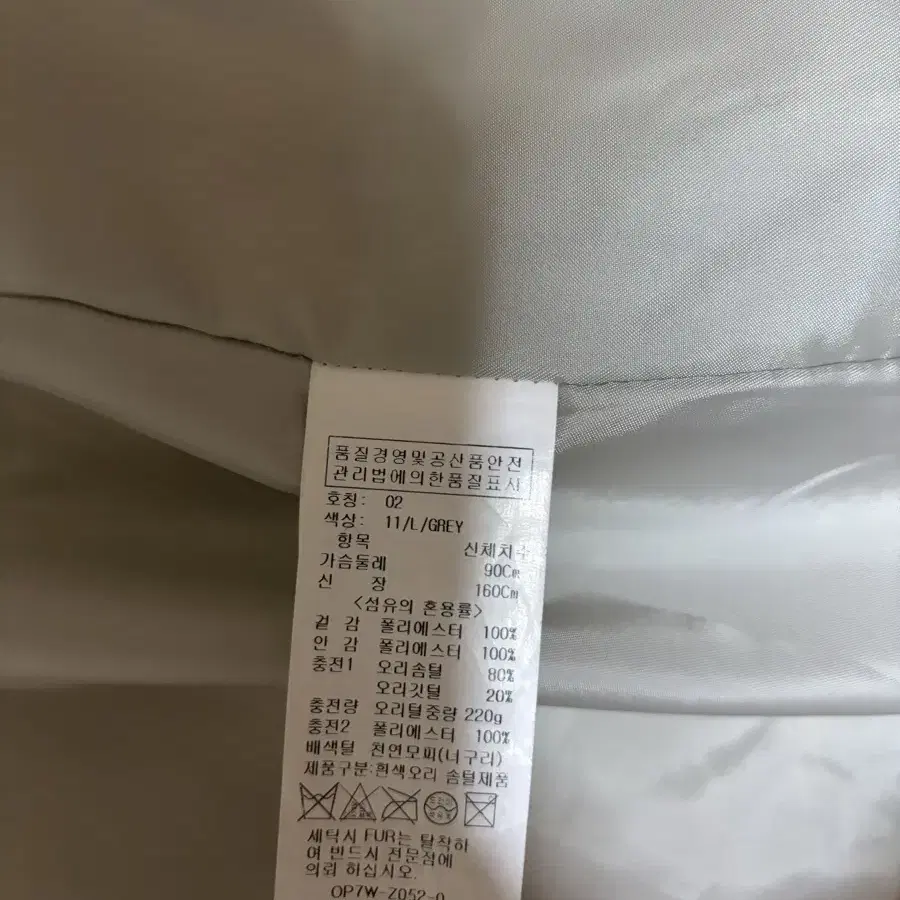 품질경영및공산품안전
관리법에의한품질표시
호칭: 02
색상: 11/L/GREY
항목 신체치수
가슴둘레 90Cm
신 장 160Cm
<섬유의 혼용률>
겉 감 폴리에스터 100%
안 감 폴리에스터 100%
충전1 오리솜털 80%
오리깃털 20%
충전량 오리털중량 220g
충전2 폴리에스터 100%
배색털 천연모피(너구리)
제품구분:흰색오리 솜털제품
세탁시 FUR는 탈착하
여 반드시 전문점에
의뢰 하십시오.
OP7W-Z052-0